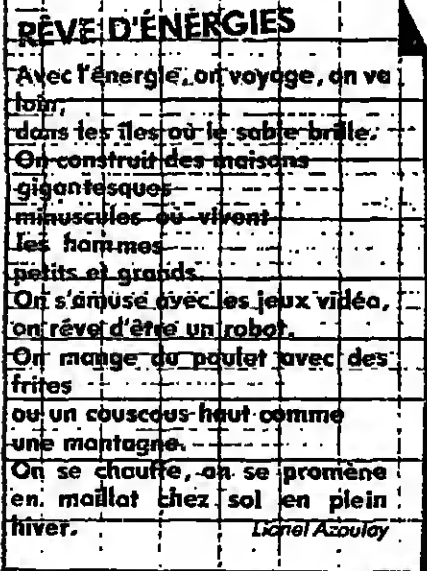 RÊVE D'ÉNERGIES
Avec l'énergie, on voyage, on va
loin,
dans les îles où le sable brille.
On construit des maisons
gigantesques
minuscules où vivent
les hommes
petits et grands.
On s'amuse avec les jeux vidéo,
on rêve d'être un robot.
On mange du poulet avec des
frites
ou un couscous haut comme
une montagne.
On se chauffe, on se promène
en maillot chez soi en plein
hiver.
Lionel Azoulay